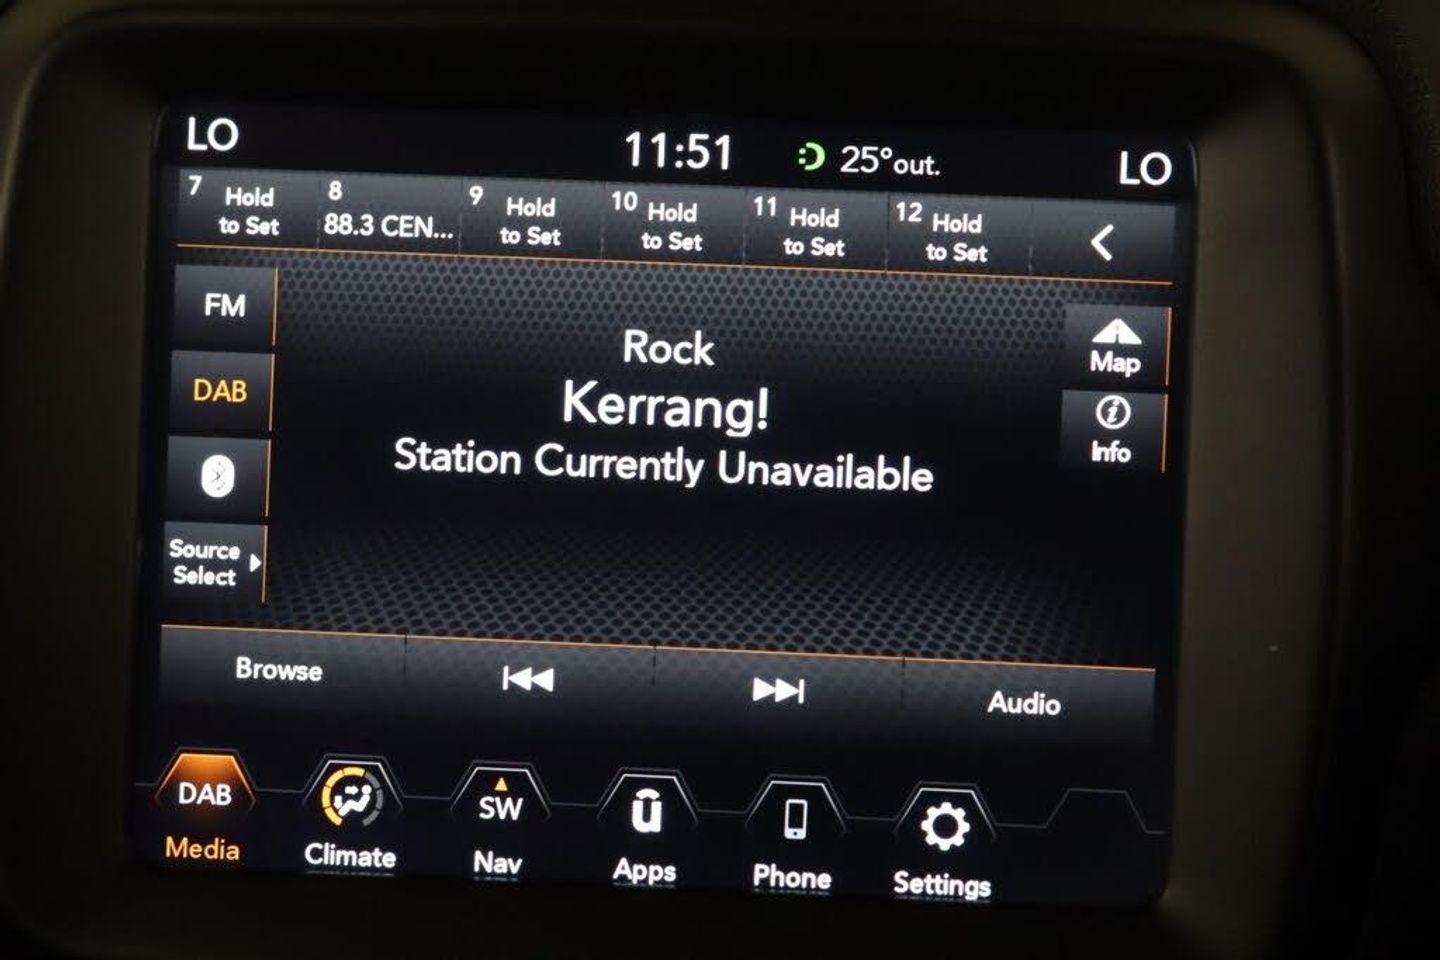 LO
11:51
25°out.
LO
7 Hold to Set
8 88.3 CEN...
9 Hold to Set
10 Hold to Set
11 Hold to Set
12 Hold to Set
FM
DAB
Source
Select
Rock
Kerrang!
Station Currently Unavailable
Map
i
Info
Browse
Audio
DAB
Media
Climate
SW
Nav
û
Apps
Phone
Settings